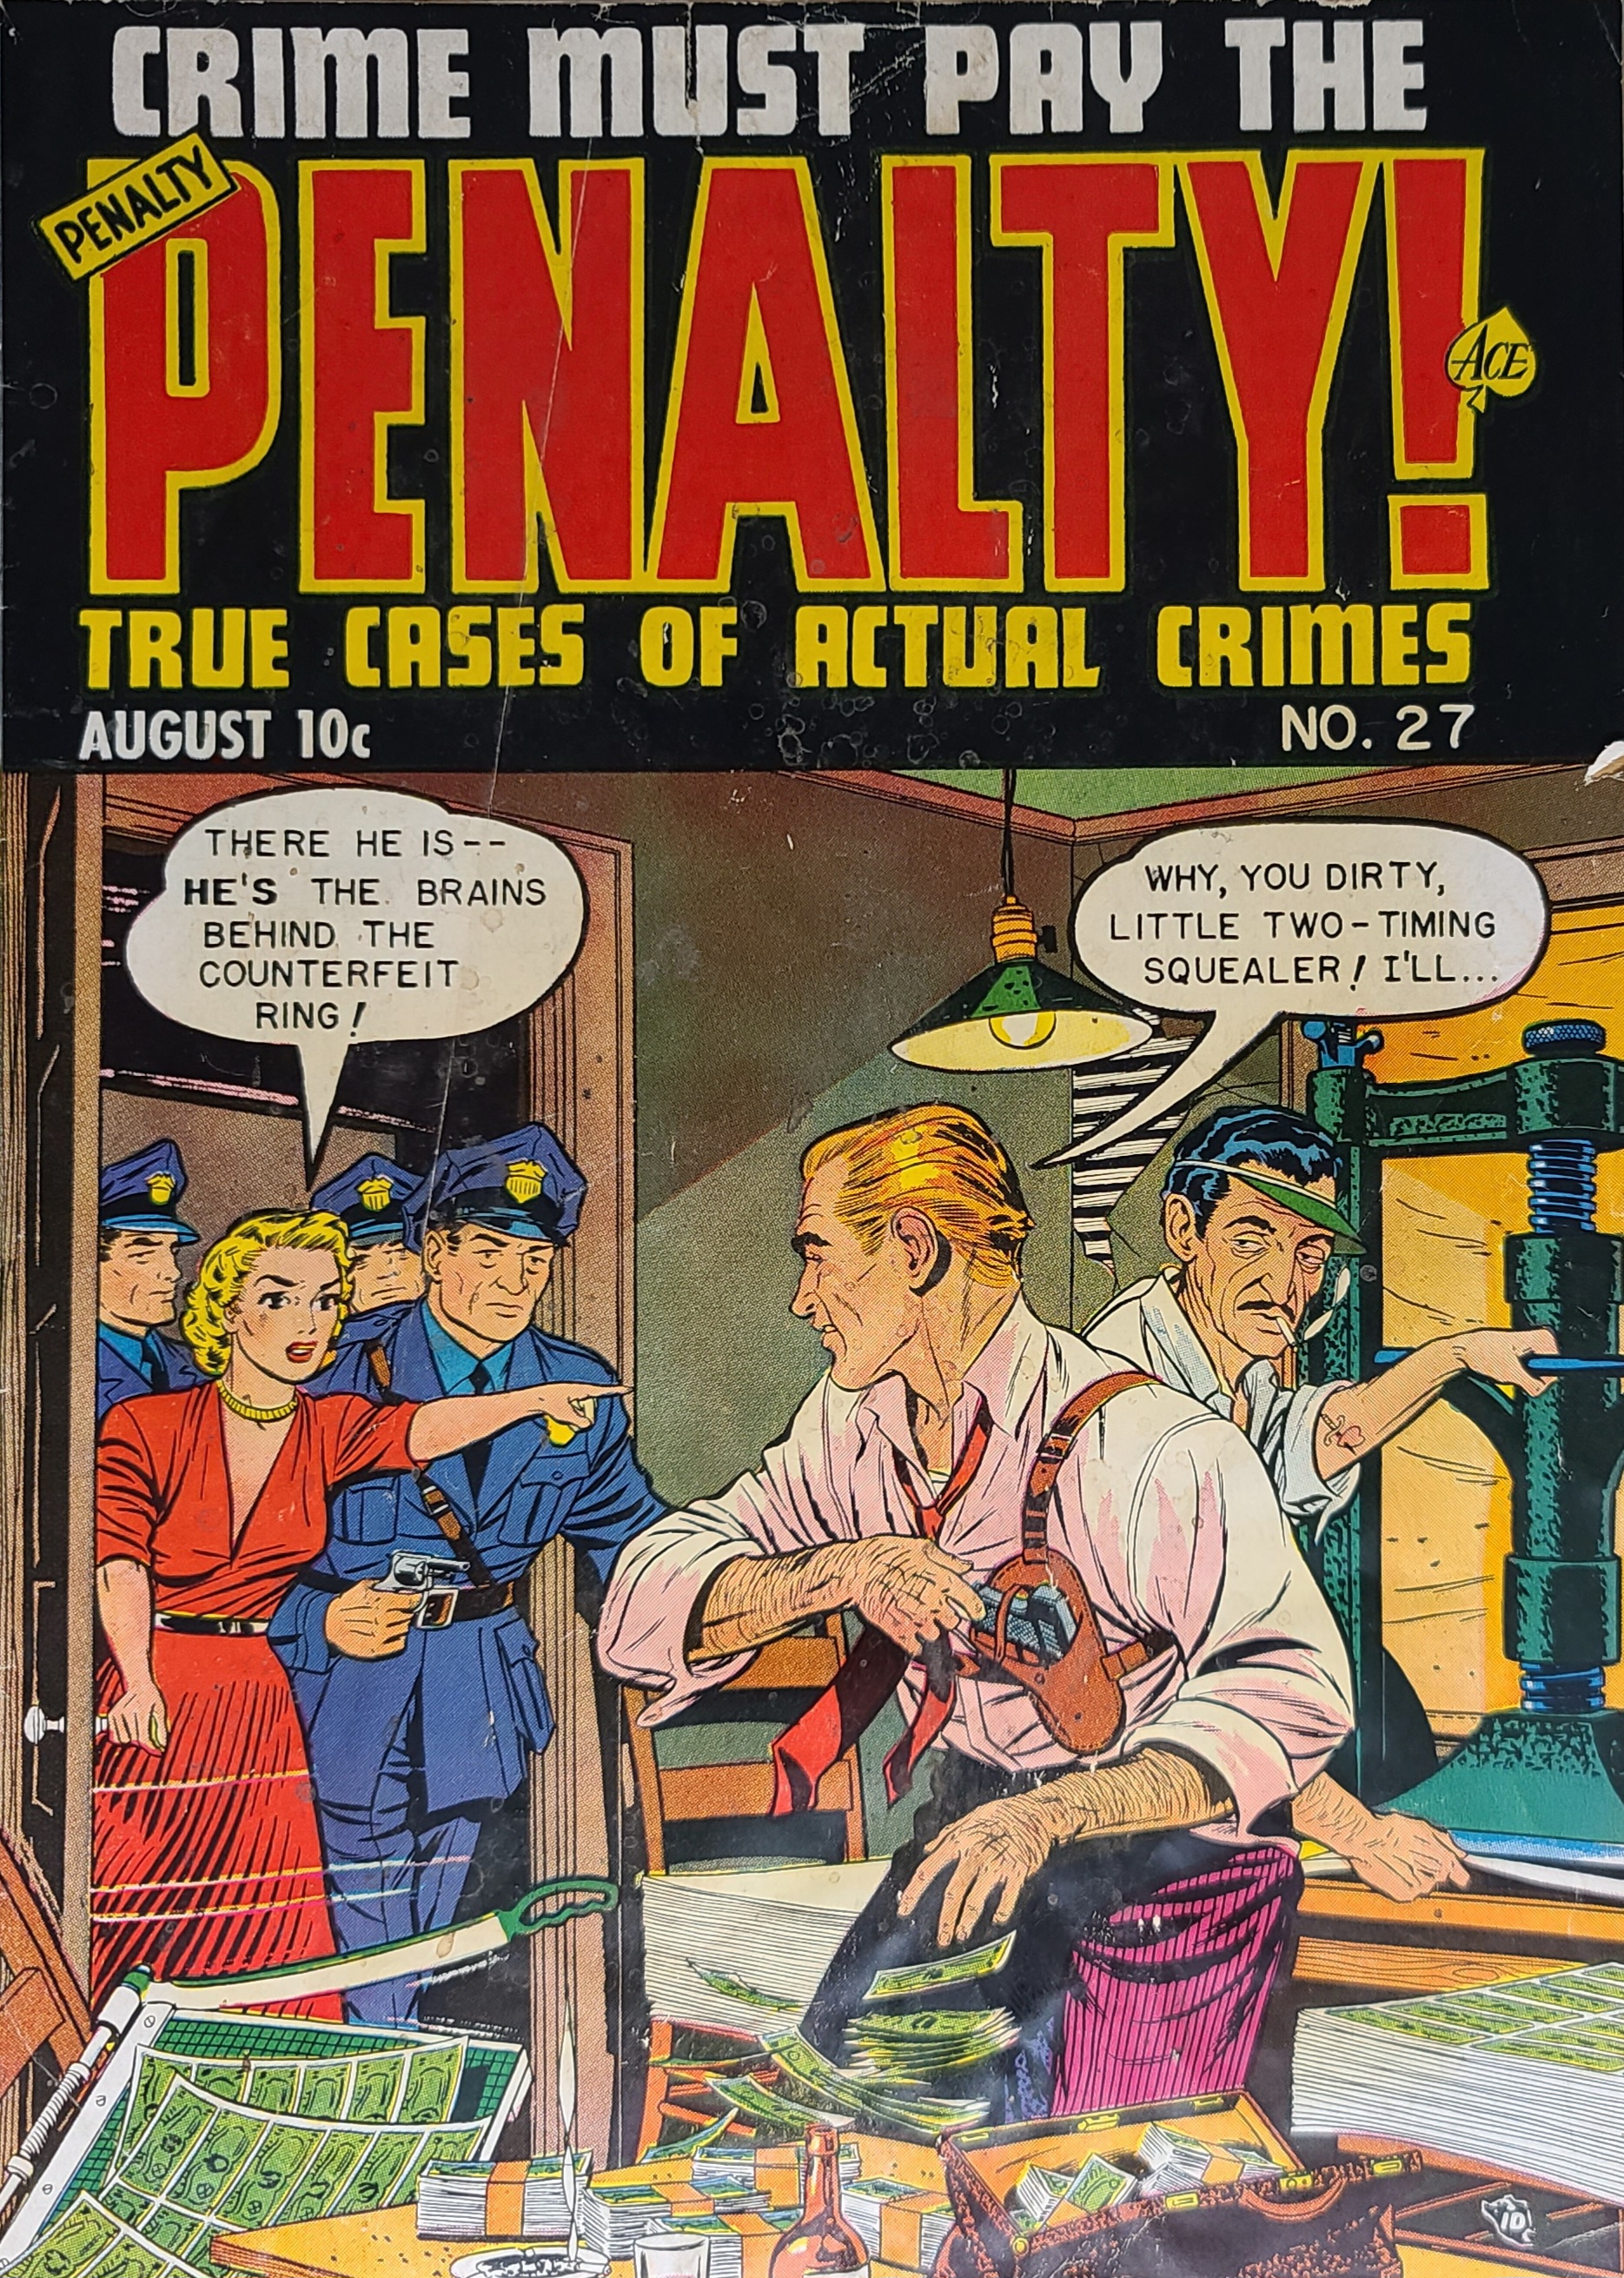 CRIME MUST PAY THE
PENALTY
PENALTY!
ACE
TRUE CASES OF ACTUAL CRIMES
AUGUST 10c
NO. 27
THERE HE IS--
HE'S THE BRAINS
BEHIND THE
COUNTERFEIT
RING!
WHY, YOU DIRTY,
LITTLE TWO-TIMING
SQUEALER! I'LL...
10